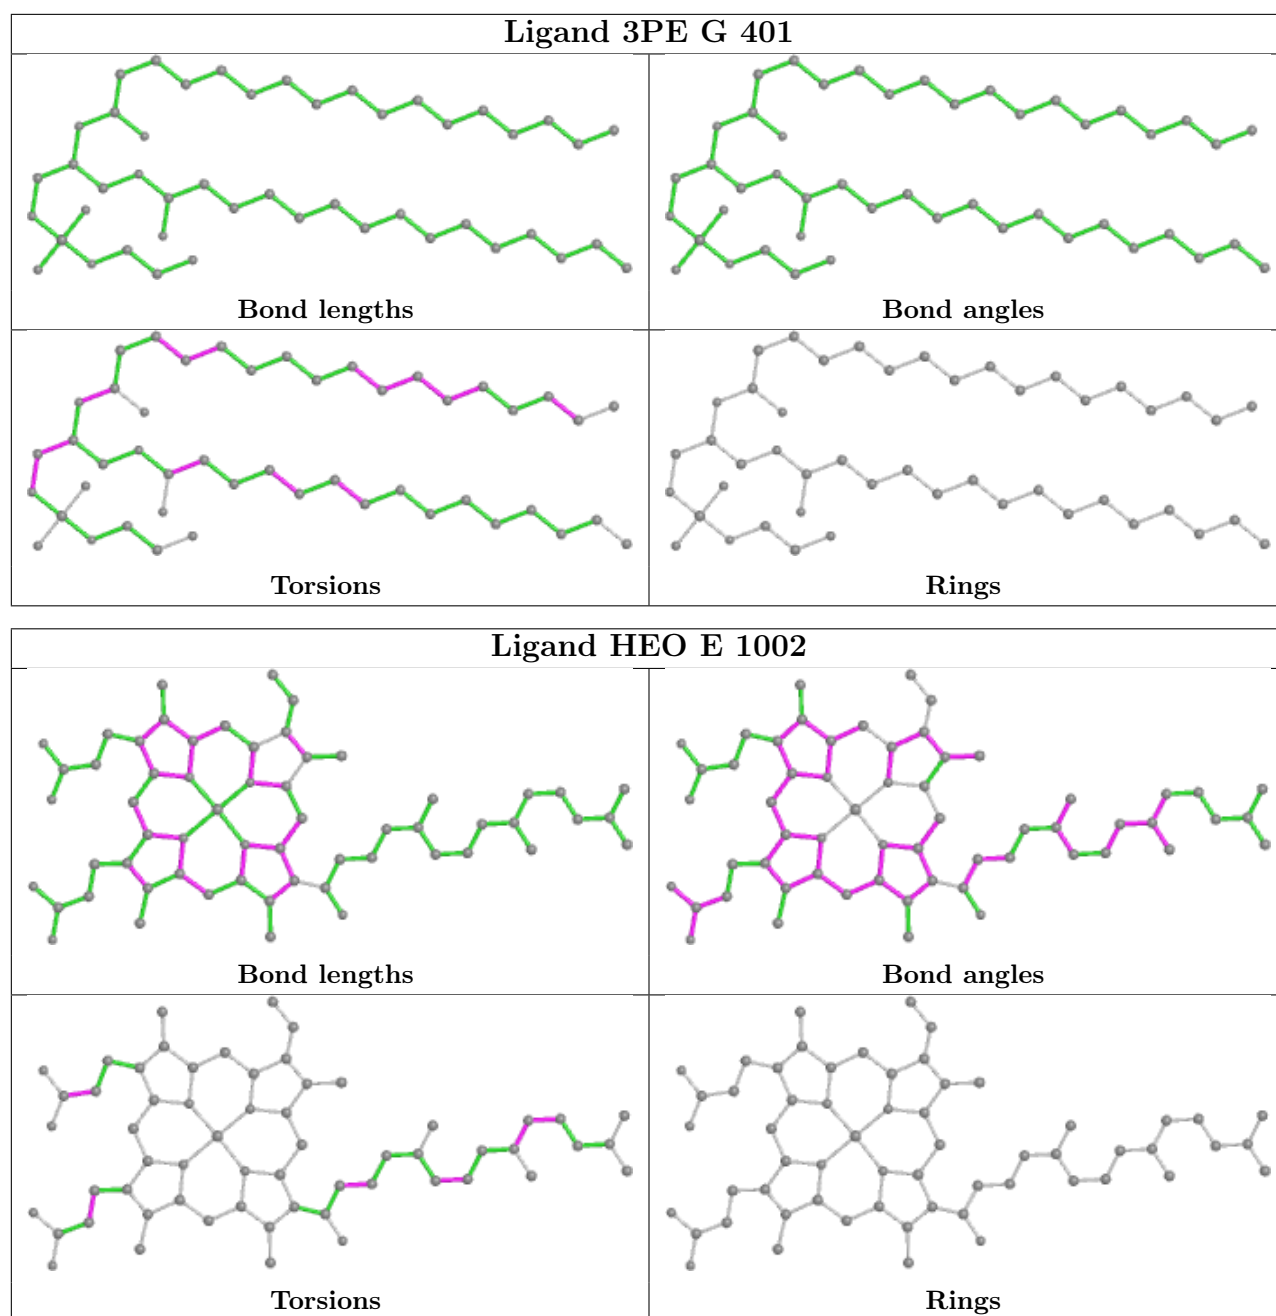 Ligand 3PE G 401
Bond lengths
Bond angles
Torsions
Rings
Ligand HEO E 1002
Bond lengths
Bond angles
Torsions
Rings